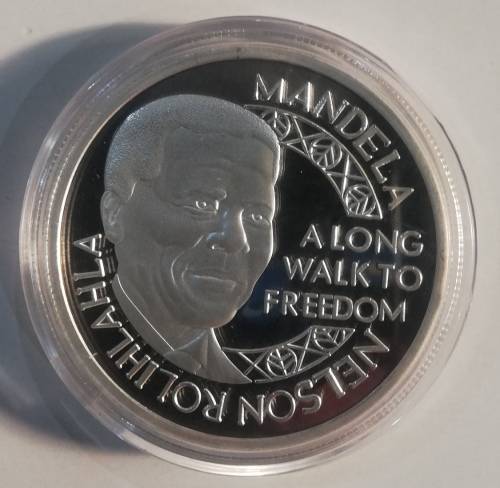 NELSON ROLIHLAHLA
MANDELA
A LONG
WALK TO
FREEDOM